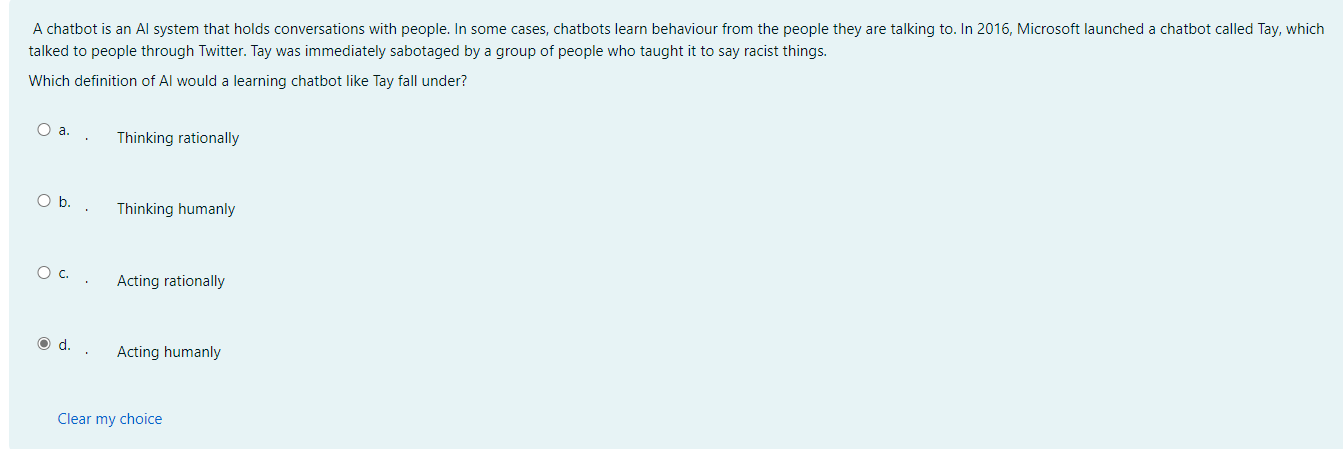 A chatbot is an AI system that holds conversations with people. In some cases, chatbots learn behaviour from the people they are talking to. In 2016, Microsoft launched a chatbot called Tay, which
talked to people through Twitter. Tay was immediately sabotaged by a group of people who taught it to say racist things.
Which definition of AI would a learning chatbot like Tay fall under?
a. . Thinking rationally
b. . Thinking humanly
c. . Acting rationally
d. . Acting humanly
Clear my choice